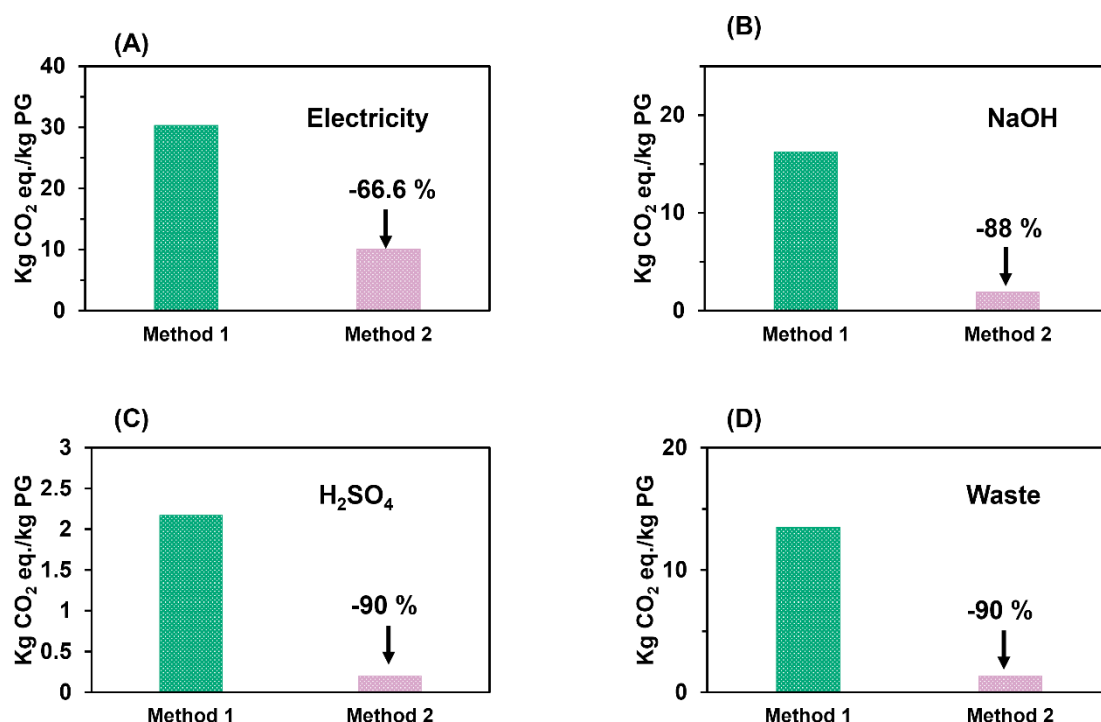 (A)
Kg CO₂ eq./kg PG
40
30
20
10
0
Electricity
-66.6 %
Method 1
Method 2
(B)
Kg CO₂ eq./kg PG
20
10
0
NaOH
-88 %
Method 1
Method 2
(C)
Kg CO₂ eq./kg PG
3
2.5
2
1.5
1
0.5
0
H₂SO₄
-90 %
Method 1
Method 2
(D)
Kg CO₂ eq./kg PG
20
10
0
Waste
-90 %
Method 1
Method 2